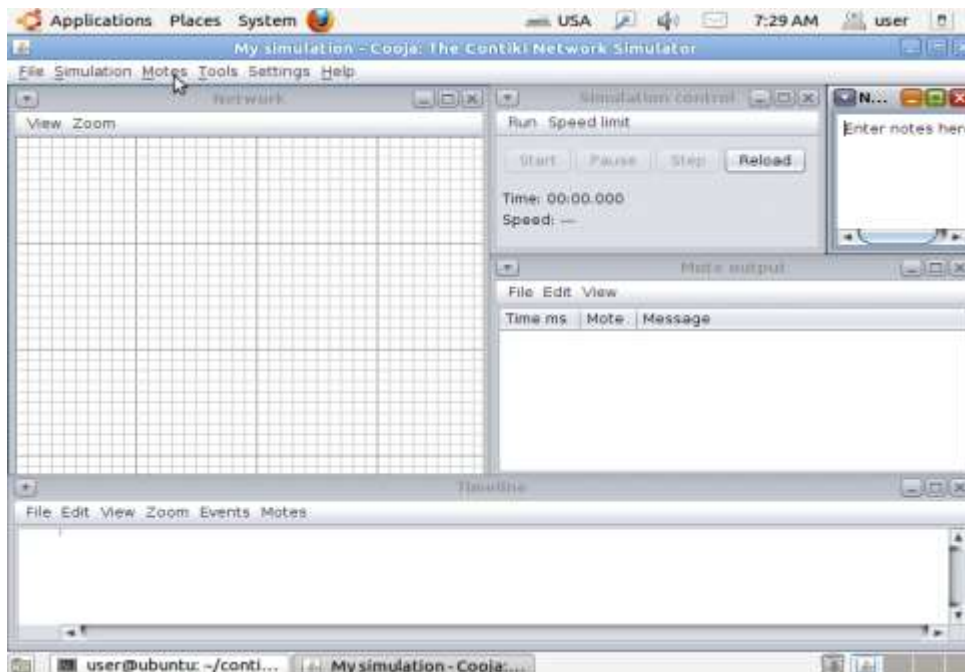 Applications Places System USA 7:29 AM user
My simulation - Cooja: The Contiki Network Simulator
File Simulation Motes Tools Settings Help
Network
View Zoom
Simulation control
Run Speed limit
Start Pause Step Reload
Time: 00:00.000
Speed: ---
N...
Enter notes her
Mote output
File Edit View
Time ms Mote Message
Timeline
File Edit View Zoom Events Motes
user@ubuntu: ~/conti... My simulation - Cooja:...